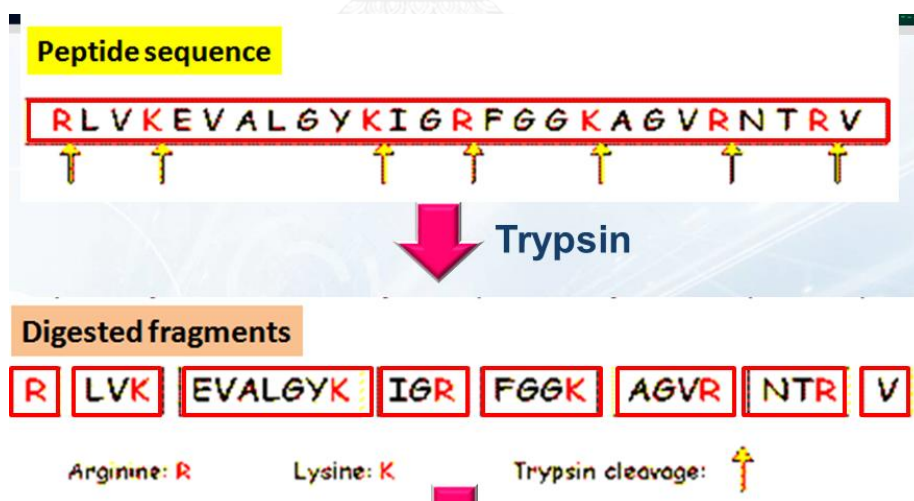 Peptide sequence
RLVKEVALGYKIGRFGGKAGVRNTRV
Trypsin
Digested fragments
R LVK EVALGYK IGR FGGK AGVR NTR V
Arginine: R Lysine: K Trypsin cleavage: